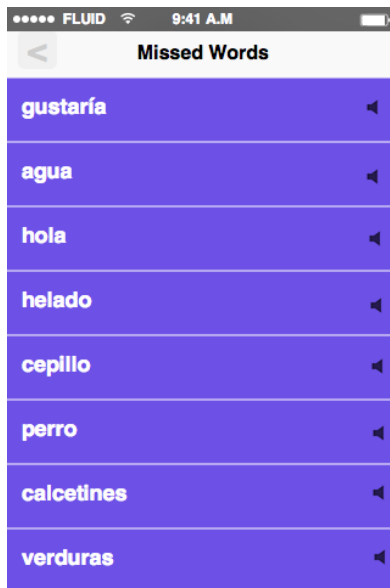 FLUID 9:41 A.M
< Missed Words
gustaría
agua
hola
helado
cepillo
perro
calcetines
verduras